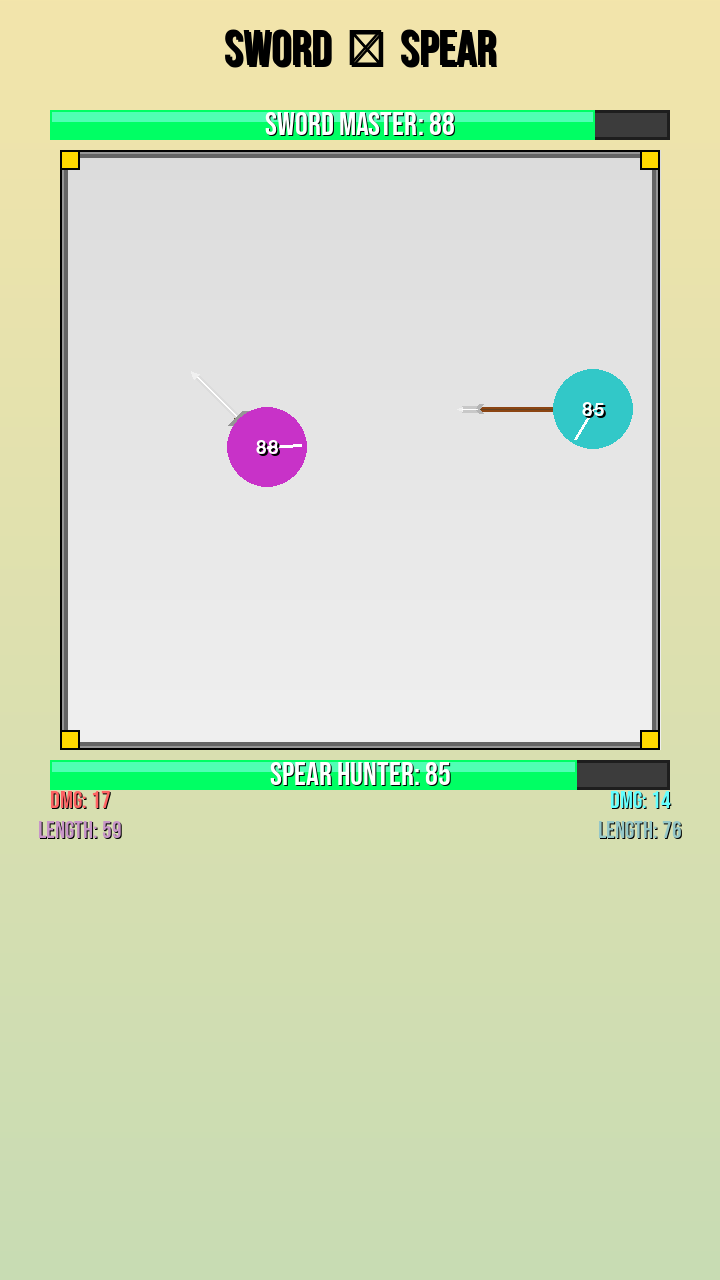 SWORD ☒ SPEAR
SWORD MASTER: 88
85
88
SPEAR HUNTER: 85
DMG: 17
DMG: 14
LENGTH: 59
LENGTH: 76